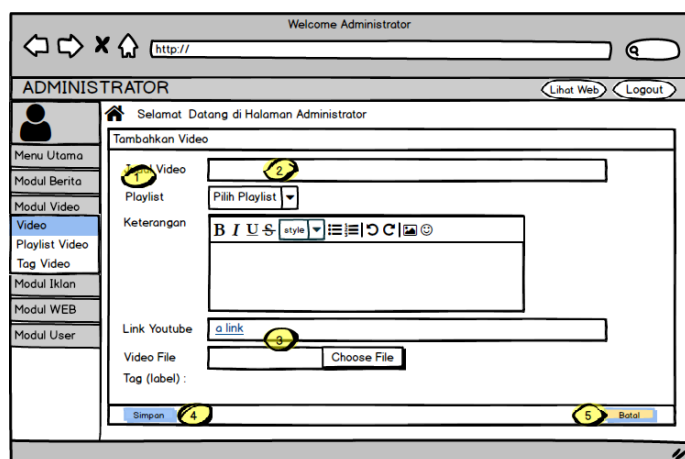 Welcome Administrator
http://
ADMINISTRATOR
Lihat Web Logout
Selamat Datang di Halaman Administrator
Tambahkan Video
Menu Utama
Modul Berita
Modul Video
Video
Playlist Video
Tag Video
Modul Iklan
Modul WEB
Modul User
1 Video 2
Playlist Pilih Playlist
Keterangan B I U S style
Link Youtube a link
3
Video File Choose File
Tag (label) :
Simpan 4 5 Batal